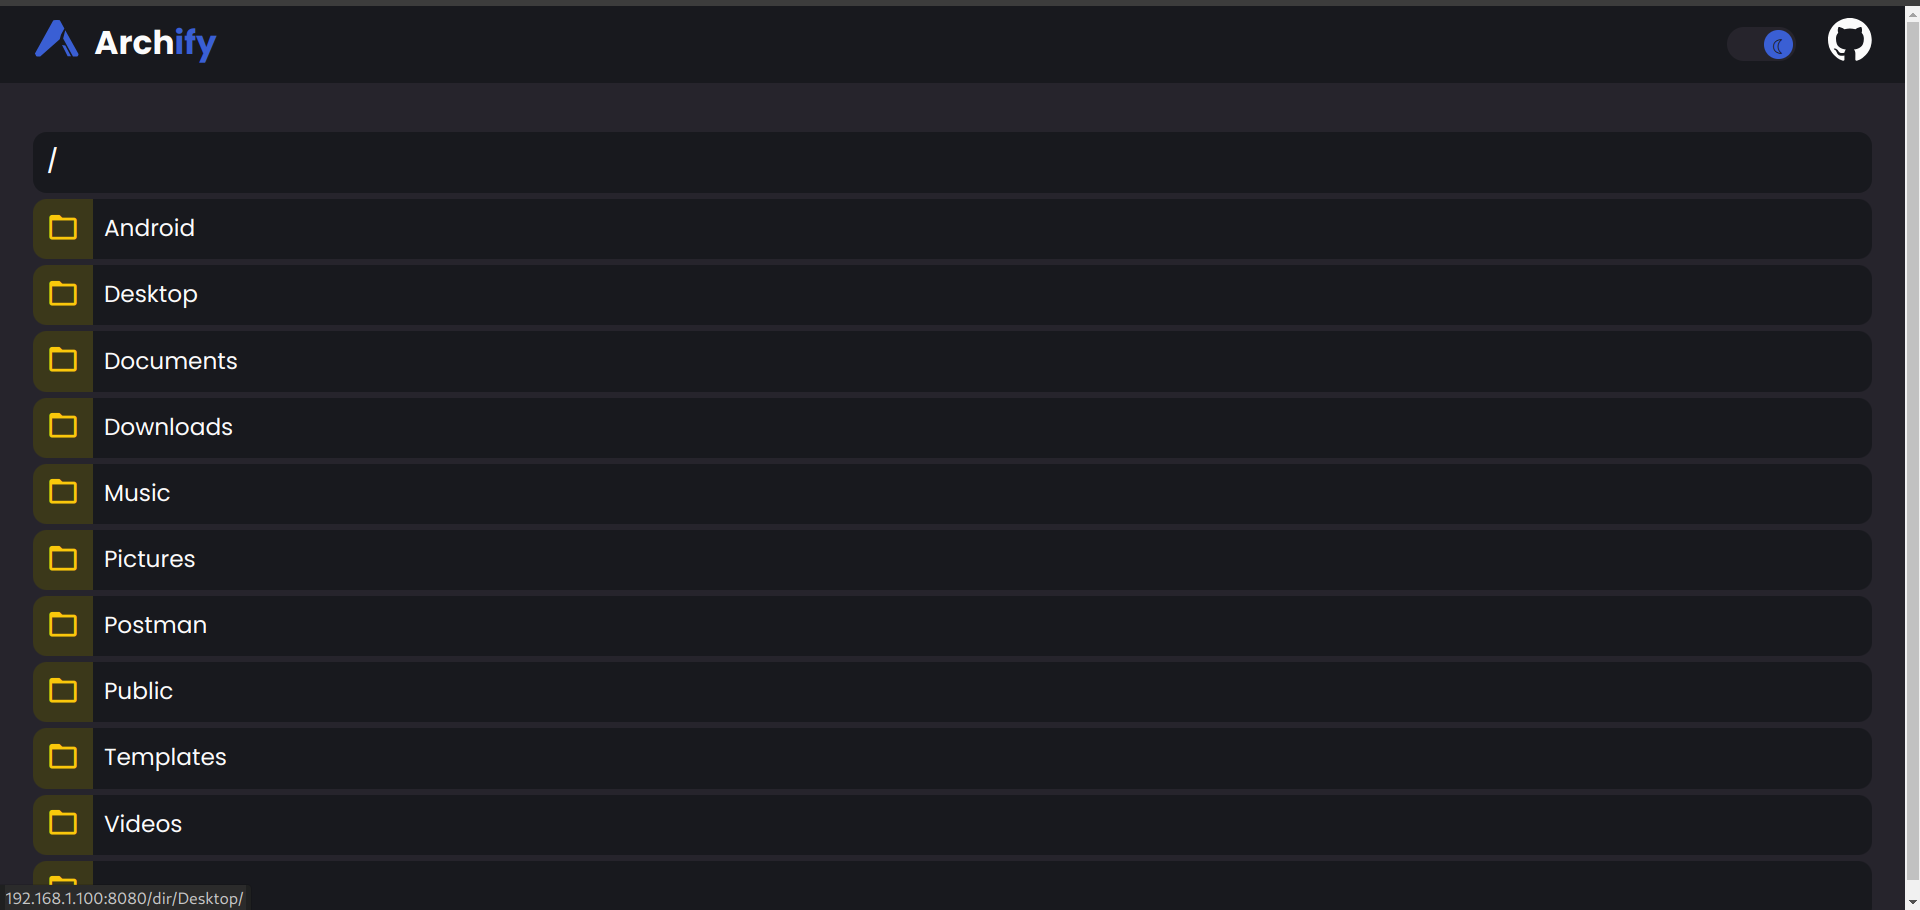 Archify
/
Android
Desktop
Documents
Downloads
Music
Pictures
Postman
Public
Templates
Videos
192.168.1.100:8080/dir/Desktop/